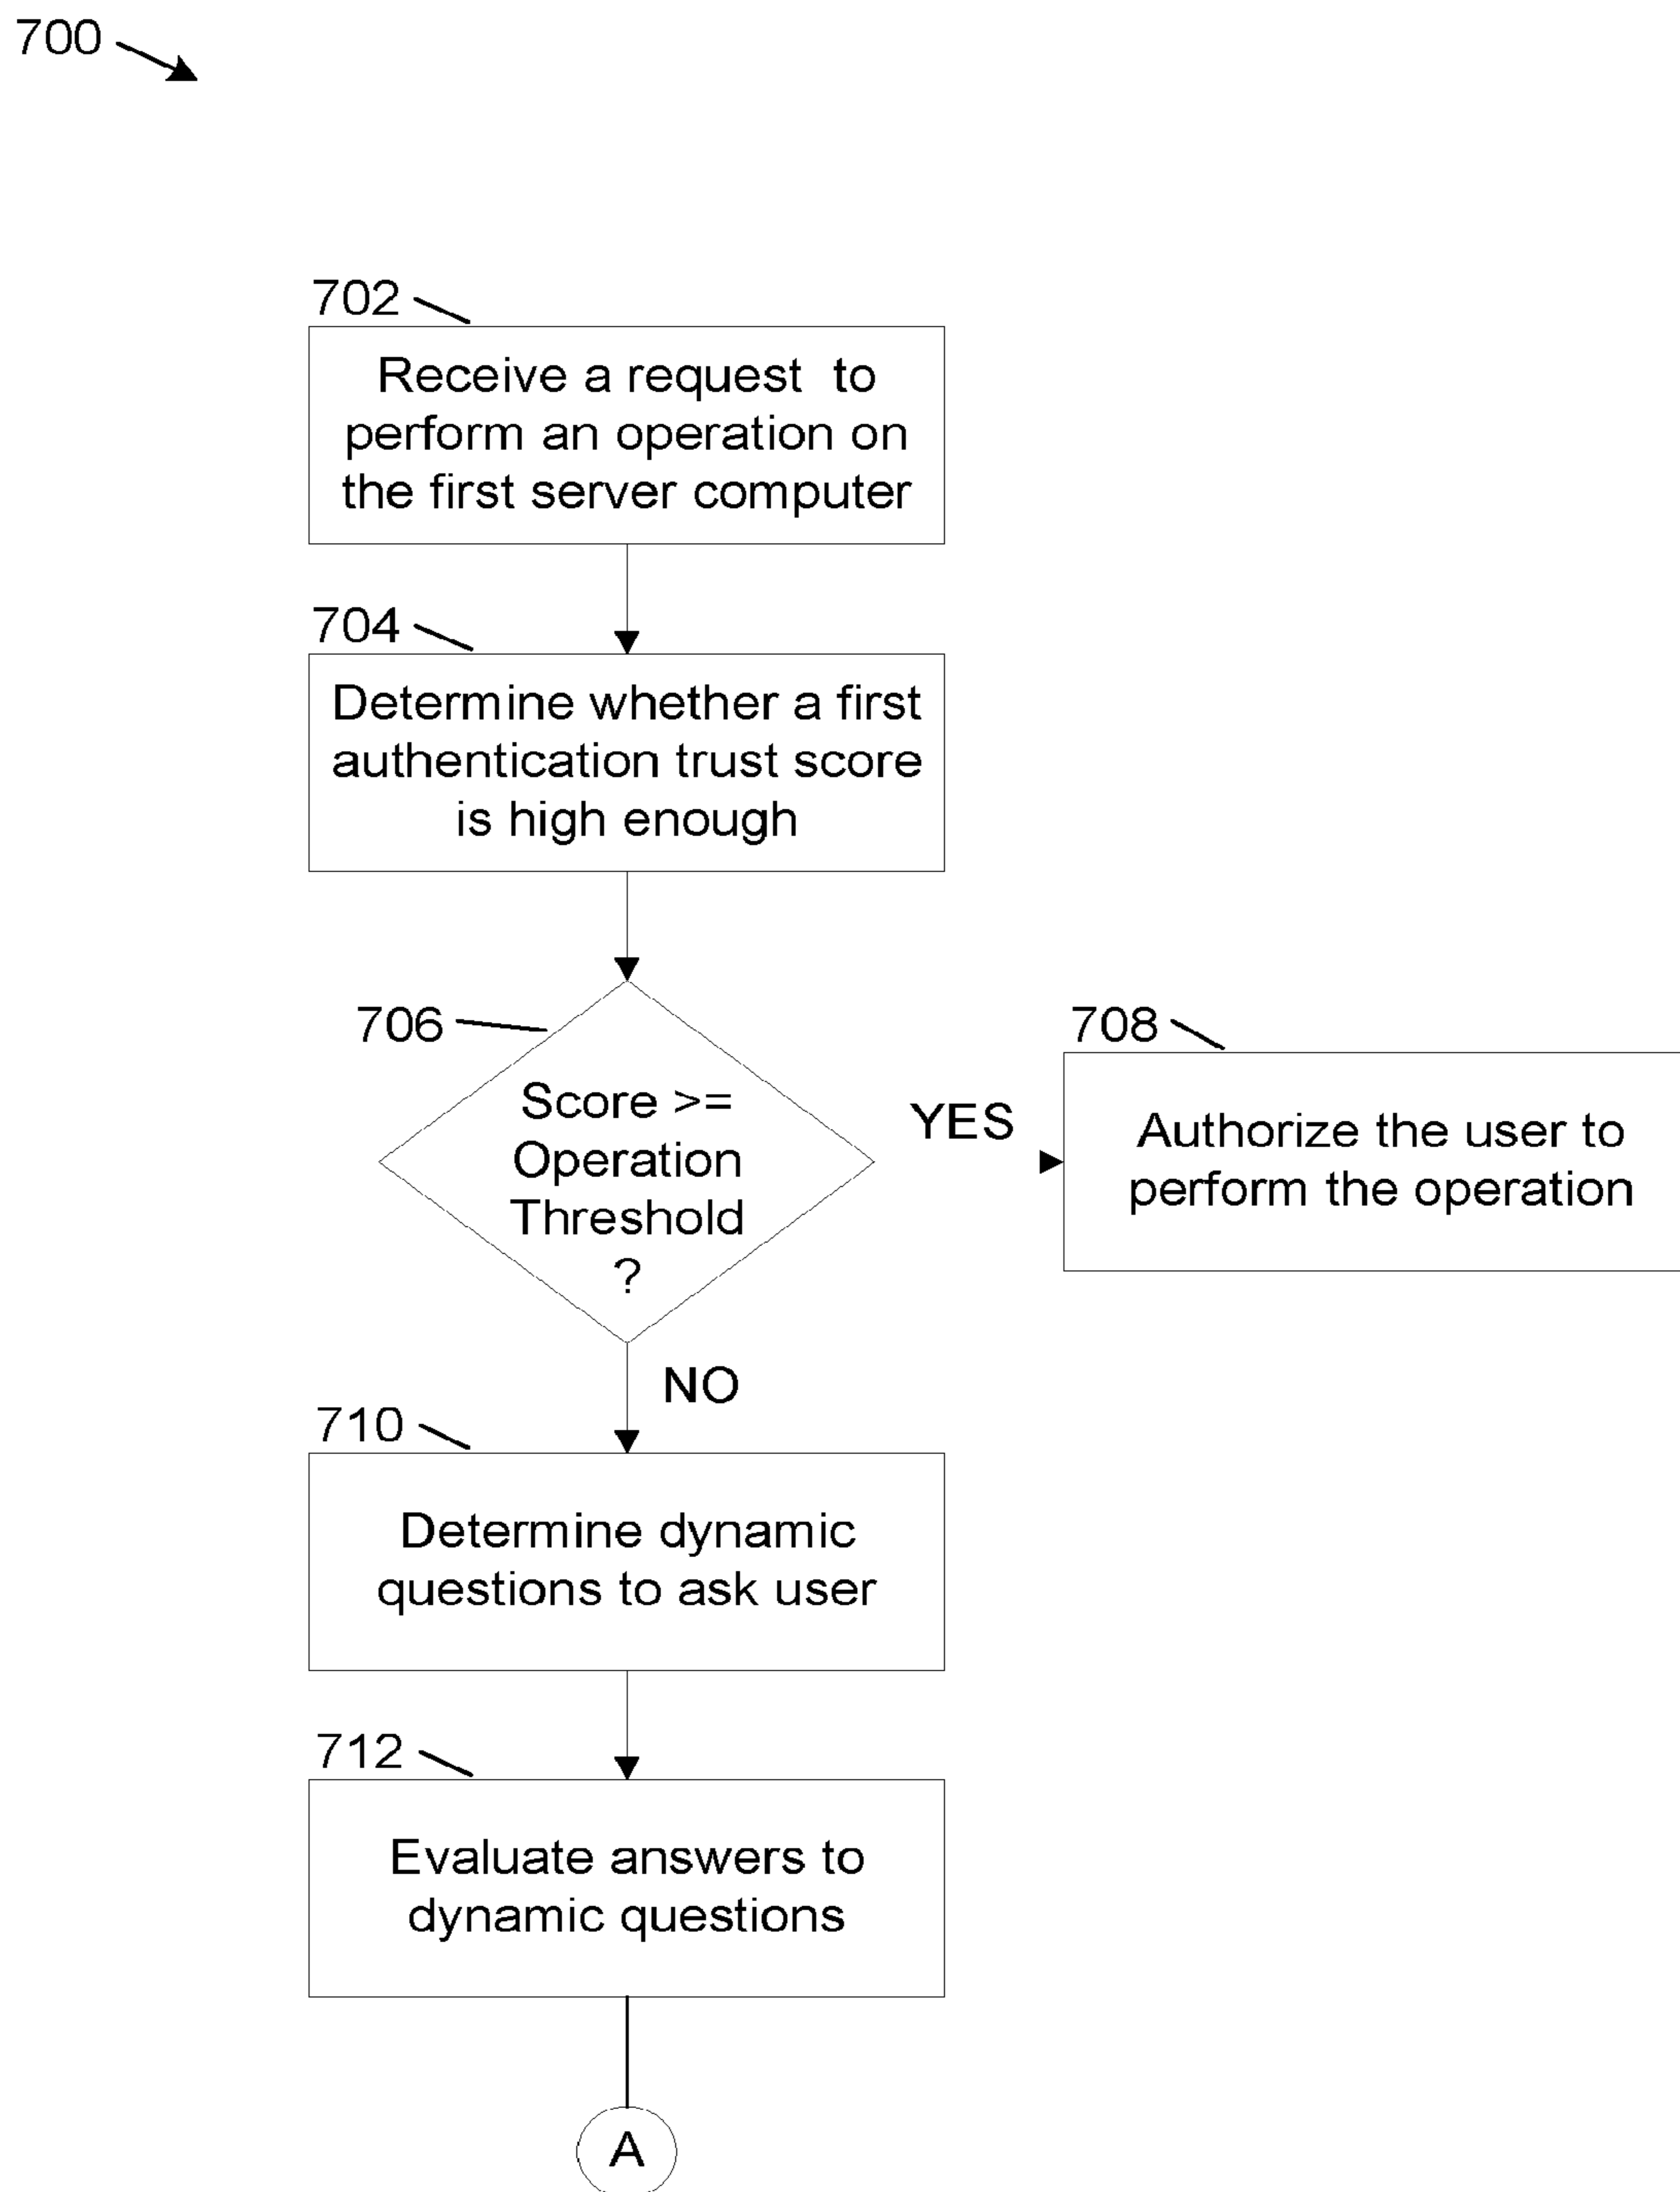 700
702
Receive a request to
perform an operation on
the first server computer
704
Determine whether a first
authentication trust score
is high enough
706
Score >=
Operation
Threshold
?
YES
708
Authorize the user to
perform the operation
NO
710
Determine dynamic
questions to ask user
712
Evaluate answers to
dynamic questions
A